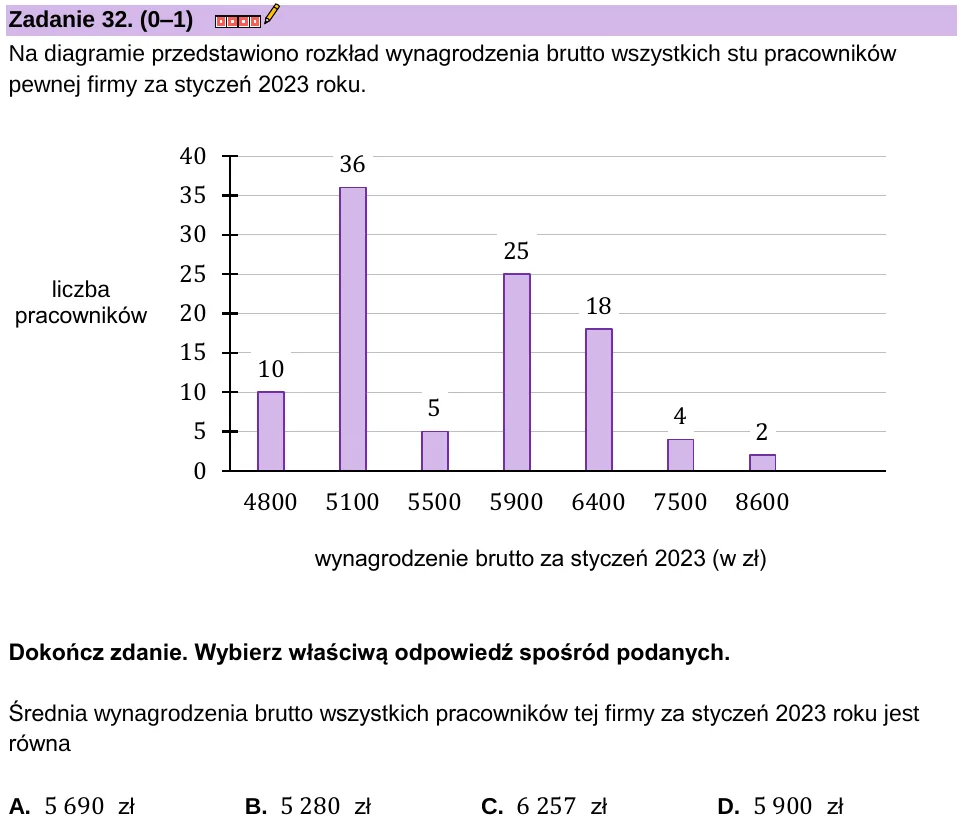 Zadanie 32. (0–1)
Na diagramie przedstawiono rozkład wynagrodzenia brutto wszystkich stu pracowników
pewnej firmy za styczeń 2023 roku.
40
35
30
25
20
15
10
5
0
liczba
pracowników
10
36
5
25
18
4
2
4800 5100 5500 5900 6400 7500 8600
wynagrodzenie brutto za styczeń 2023 (w zł)
Dokończ zdanie. Wybierz właściwą odpowiedź spośród podanych.
Średnia wynagrodzenia brutto wszystkich pracowników tej firmy za styczeń 2023 roku jest
równa
A. 5 690 zł B. 5 280 zł C. 6 257 zł D. 5 900 zł